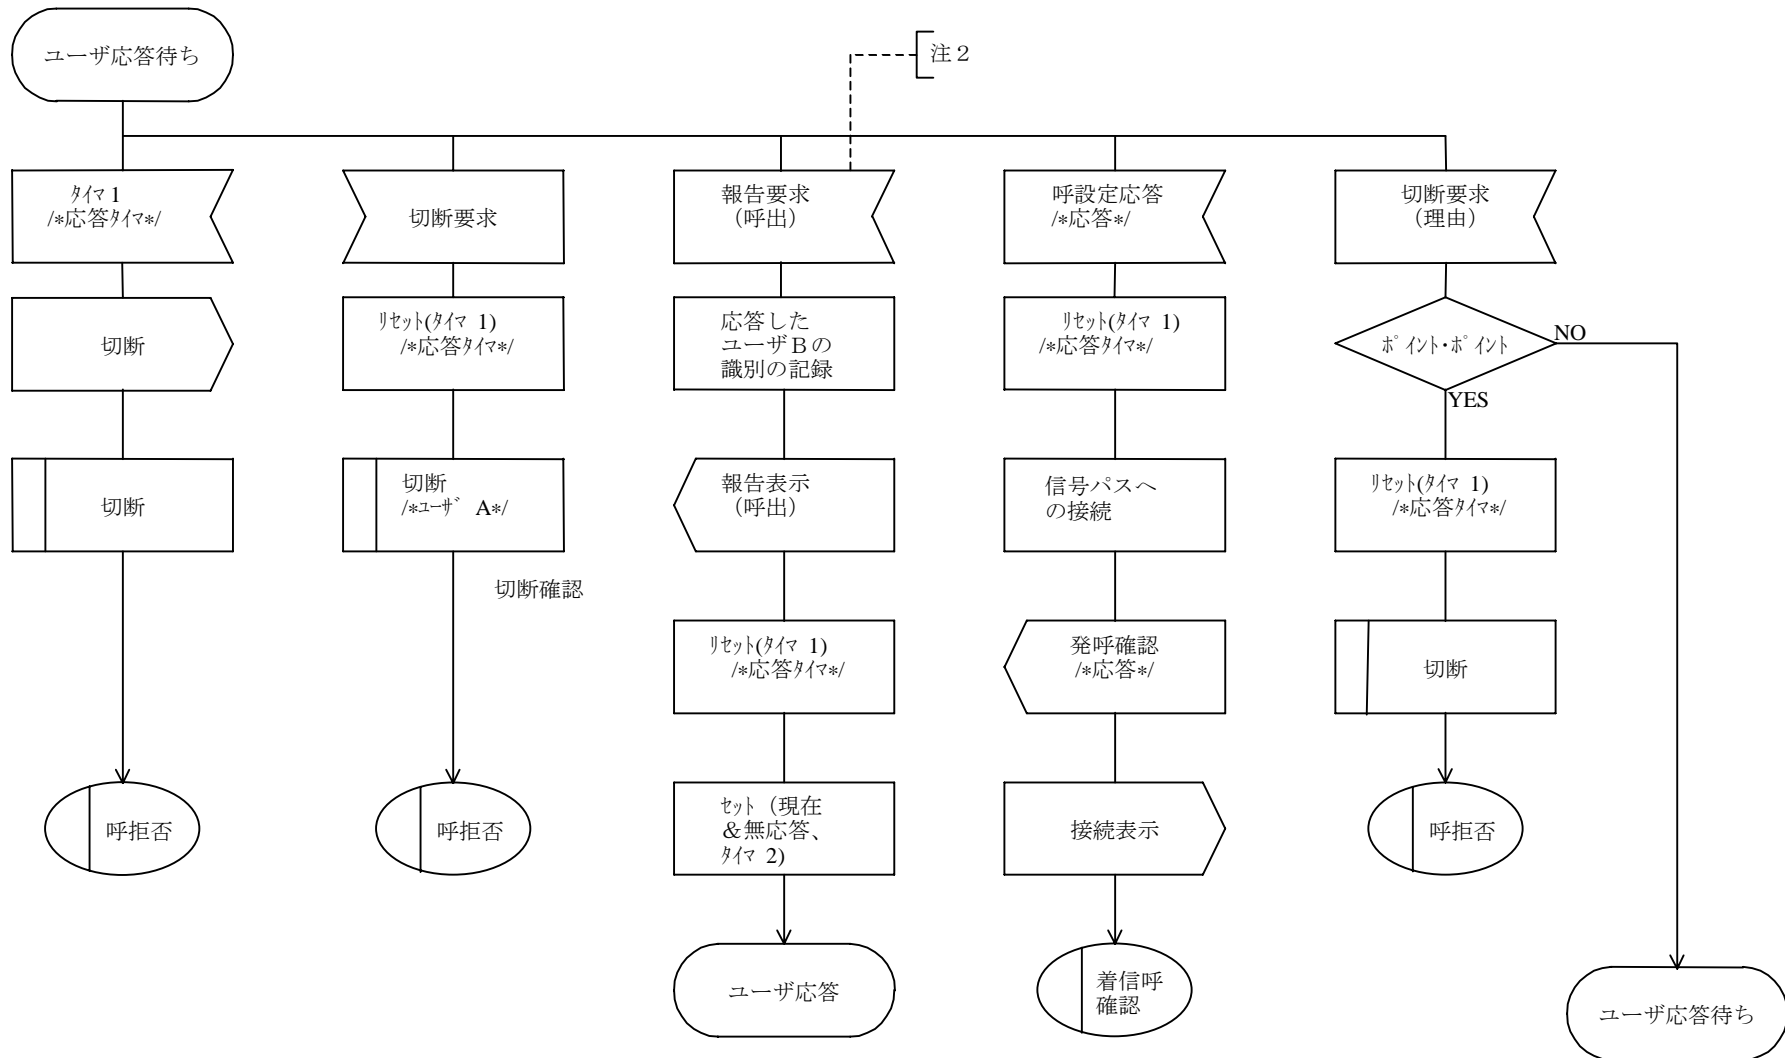 ユーザ応答待ち
注２
ﾀｲﾏ 1
/*応答ﾀｲﾏ*/
切断要求
報告要求
（呼出）
呼設定応答
/*応答*/
切断要求
（理由）
切断
ﾘｾｯﾄ(ﾀｲﾏ 1)
/*応答ﾀｲﾏ*/
応答した
ユーザＢの
識別の記録
ﾘｾｯﾄ(ﾀｲﾏ 1)
/*応答ﾀｲﾏ*/
ﾎﾟｲﾝﾄ･ﾎﾟｲﾝﾄ
NO
YES
切断
切断
/*ﾕｰｻﾞ A*/
報告表示
（呼出）
信号パスへ
の接続
ﾘｾｯﾄ(ﾀｲﾏ 1)
/*応答ﾀｲﾏ*/
切断確認
ﾘｾｯﾄ(ﾀｲﾏ 1)
/*応答ﾀｲﾏ*/
発呼確認
/*応答*/
切断
呼拒否
呼拒否
ｾｯﾄ（現在
＆無応答、
ﾀｲﾏ 2)
接続表示
呼拒否
ユーザ応答
着信呼
確認
ユーザ応答待ち